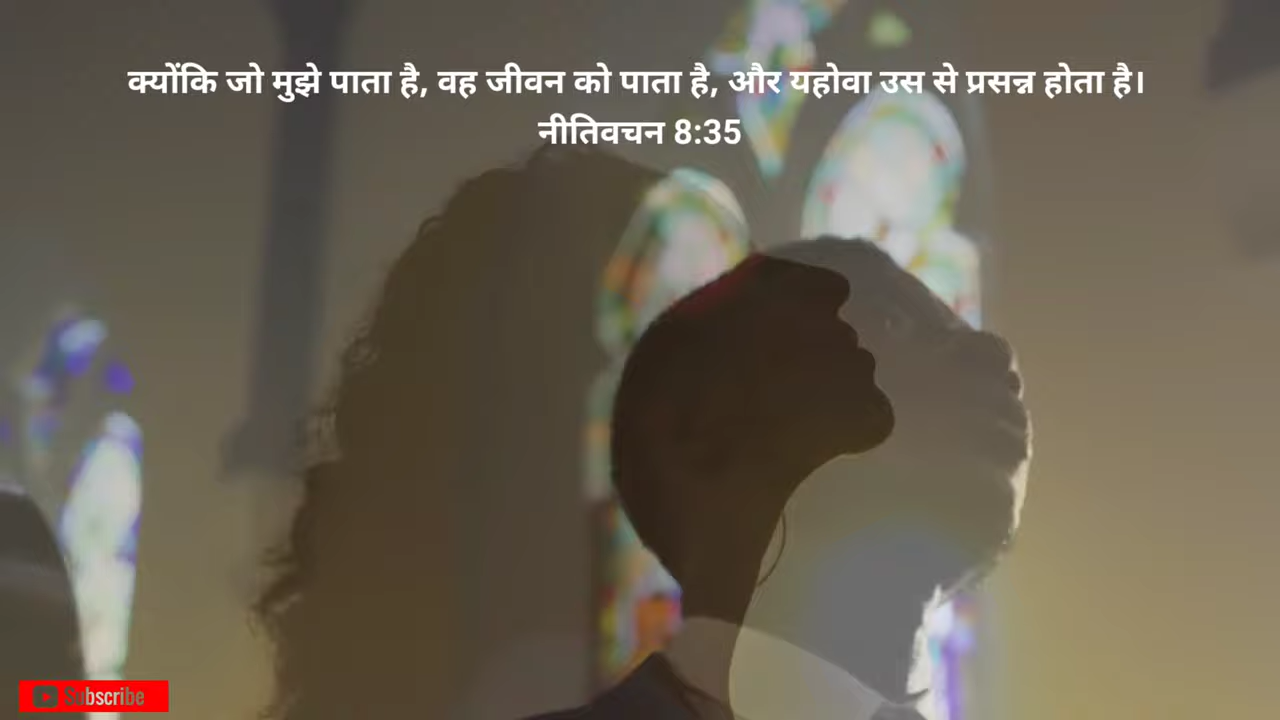 क्योंकि जो मुझे पाता है, वह जीवन को पाता है, और यहोवा उस से प्रसन्न होता है।
नीतिवचन 8:35
Subscribe